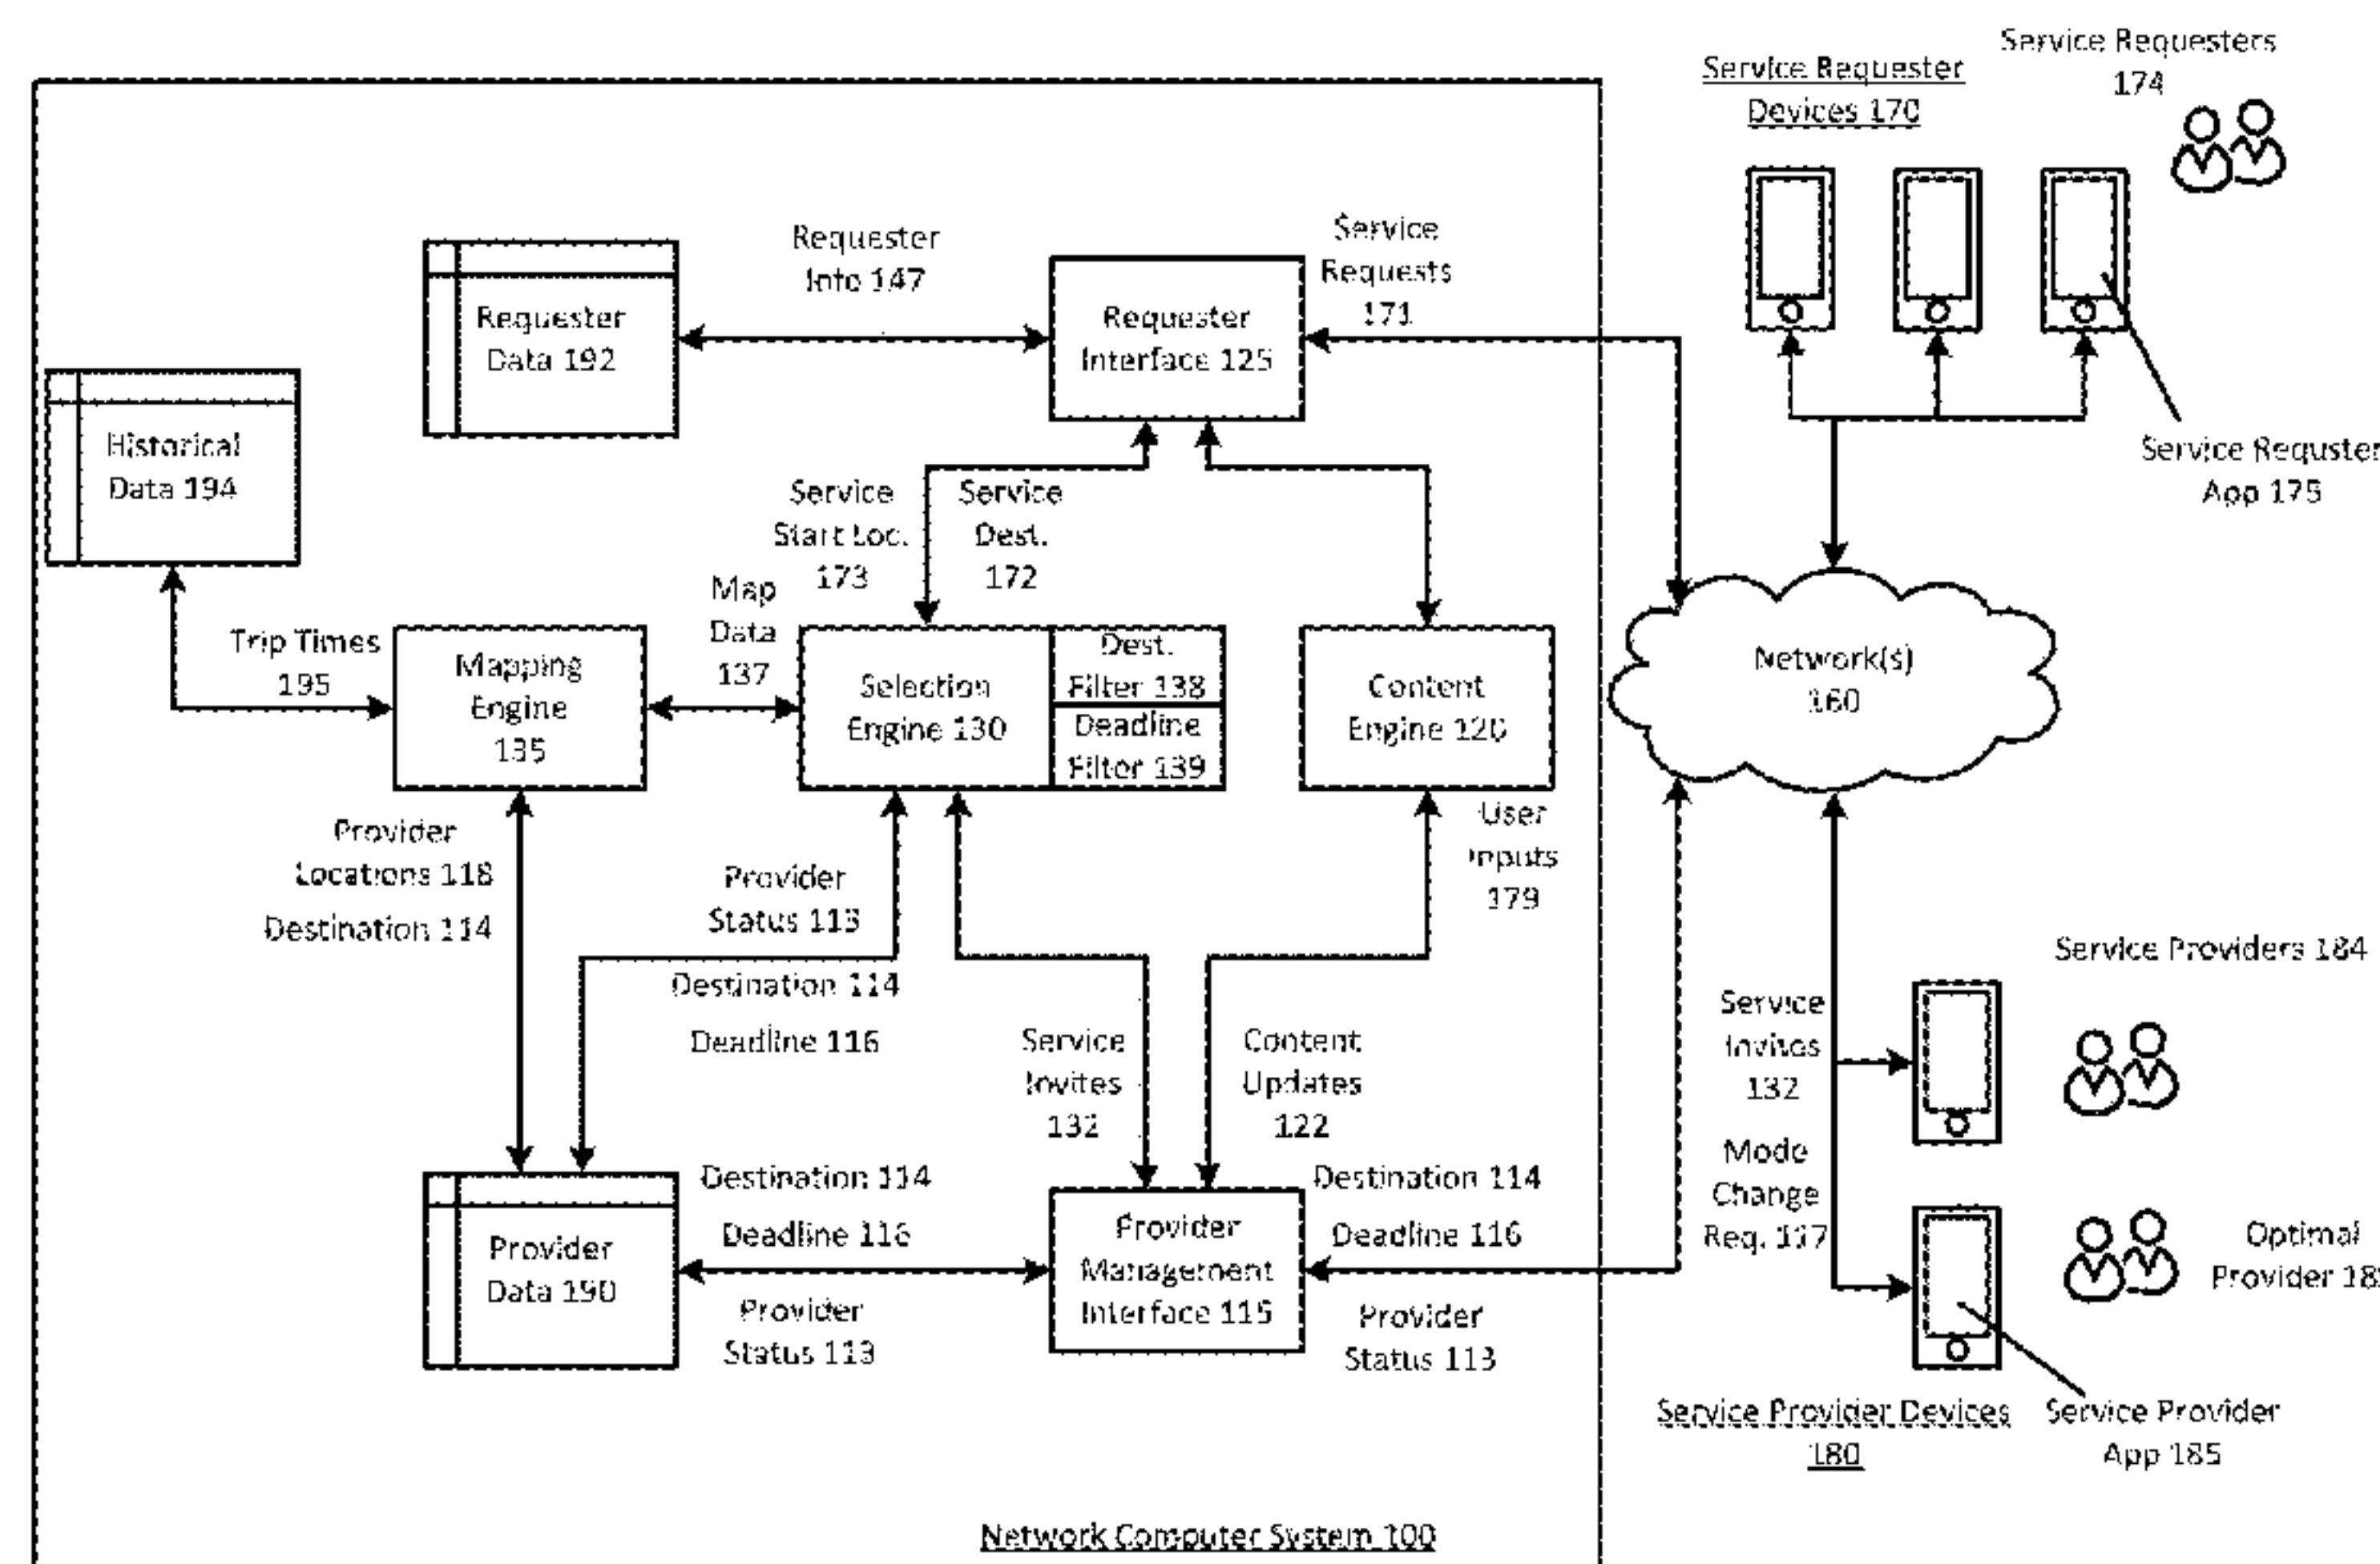 Service Requesters
174
Service Requester
Devices 170
Service Requster
App 175
Requester
Info 147
Service
Requests
171
Requester
Data 192
Requester
Interface 125
Historical
Data 194
Service
Start Loc.
173
Service
Dest.
172
Map
Data
137
Trip Times
195
Mapping
Engine
135
Selection
Engine 130
Dest.
Filter 138
Deadline
Filter 139
Content
Engine 120
Network(s)
160
User
Inputs
179
Provider
Locations 118
Destination 114
Provider
Status 113
Destination 114
Deadline 116
Service
Invites
132
Content
Updates
122
Service Providers 184
Service
Invites
132
Mode
Change
Req. 117
Optimal
Provider
Provider
Data 190
Destination 114
Deadline 116
Provider
Status 113
Provider
Management
Interface 115
Destination 114
Deadline 116
Provider
Status 113
Service Provider Devices
180
Service Provider
App 185
Network Computer System 100